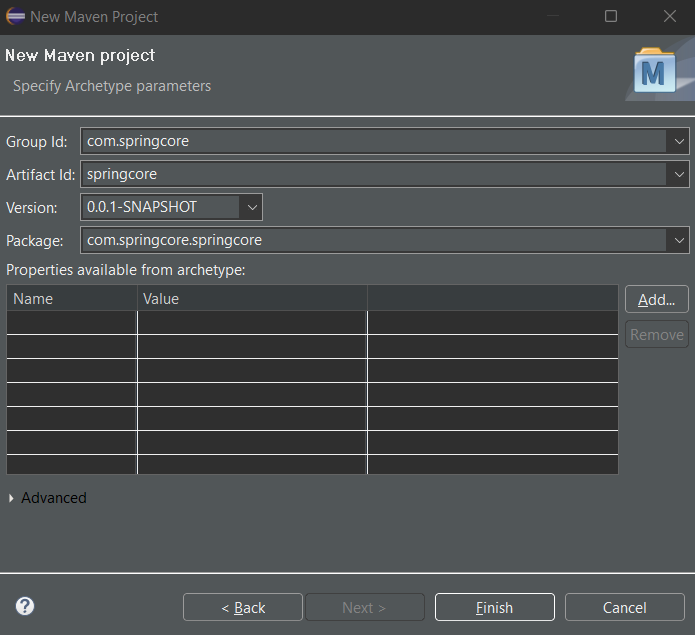 New Maven Project
New Maven project
Specify Archetype parameters
M
Group Id: com.springcore
Artifact Id: springcore
Version: 0.0.1-SNAPSHOT
Package: com.springcore.springcore
Properties available from archetype:
Name Value
Add...
Remove
Advanced
? < Back Next > Finish Cancel